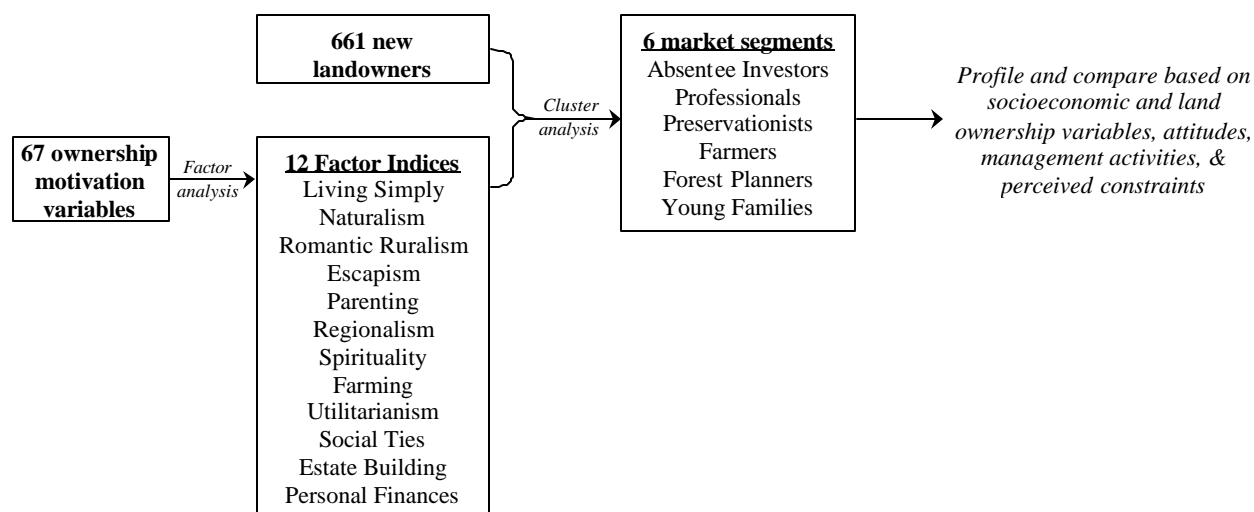 661 new
landowners
67 ownership
motivation
variables
Factor
analysis
12 Factor Indices
Living Simply
Naturalism
Romantic Ruralism
Escapism
Parenting
Regionalism
Spirituality
Farming
Utilitarianism
Social Ties
Estate Building
Personal Finances
Cluster
analysis
6 market segments
Absentee Investors
Professionals
Preservationists
Farmers
Forest Planners
Young Families
Profile and compare based on
socioeconomic and land
ownership variables, attitudes,
management activities, &
perceived constraints